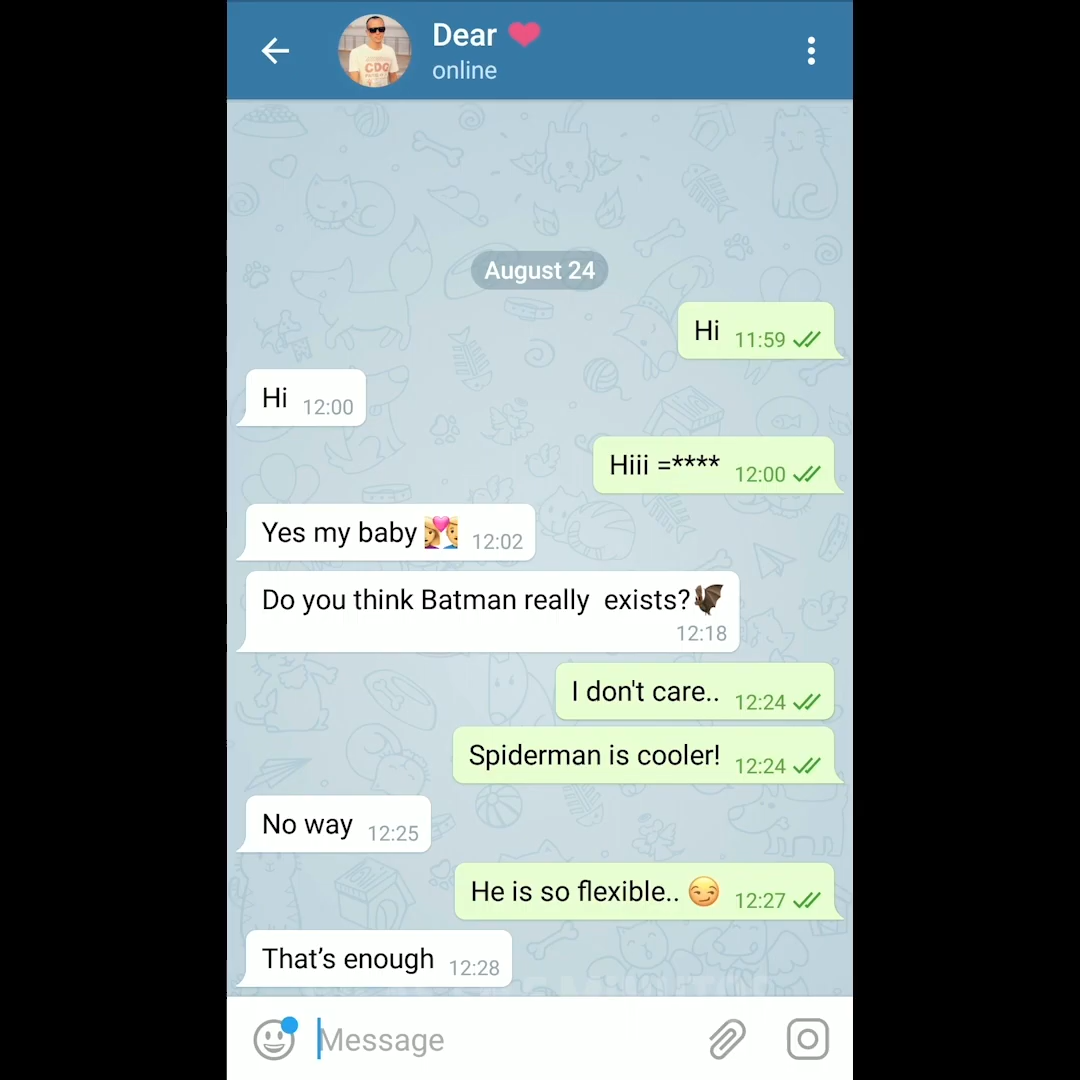 Dear ❤
online
CDG
August 24
Hi 11:59
Hi 12:00
Hiii =**** 12:00
Yes my baby 👩‍❤️‍👨 12:02
Do you think Batman really  exists?🦇
12:18
I don't care.. 12:24
Spiderman is cooler! 12:24
No way 12:25
He is so flexible.. 😏 12:27
That’s enough 12:28
Message